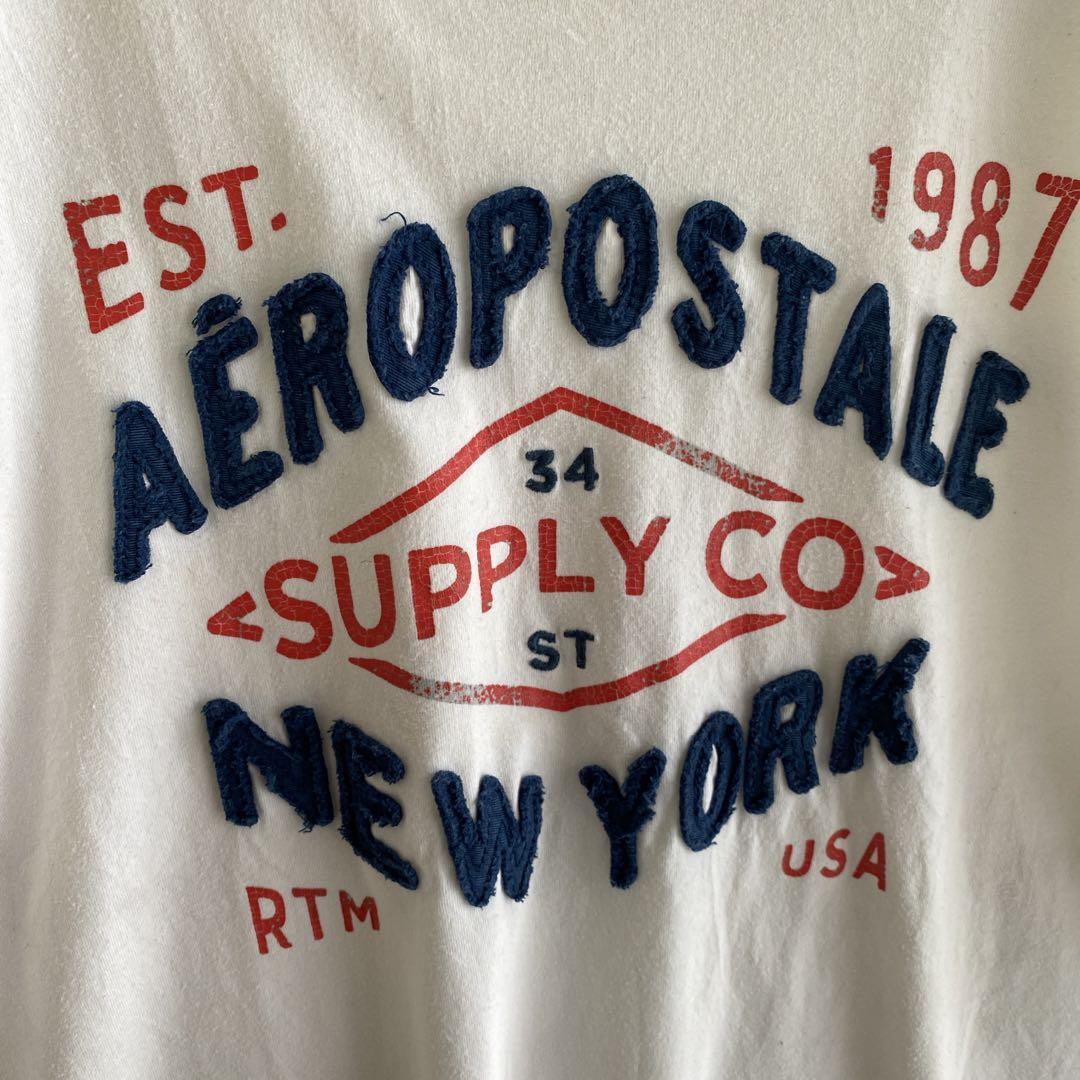 EST. 1987
AÉROPOSTALE
34
<SUPPLY CO>
ST
NEW YORK
RTM USA